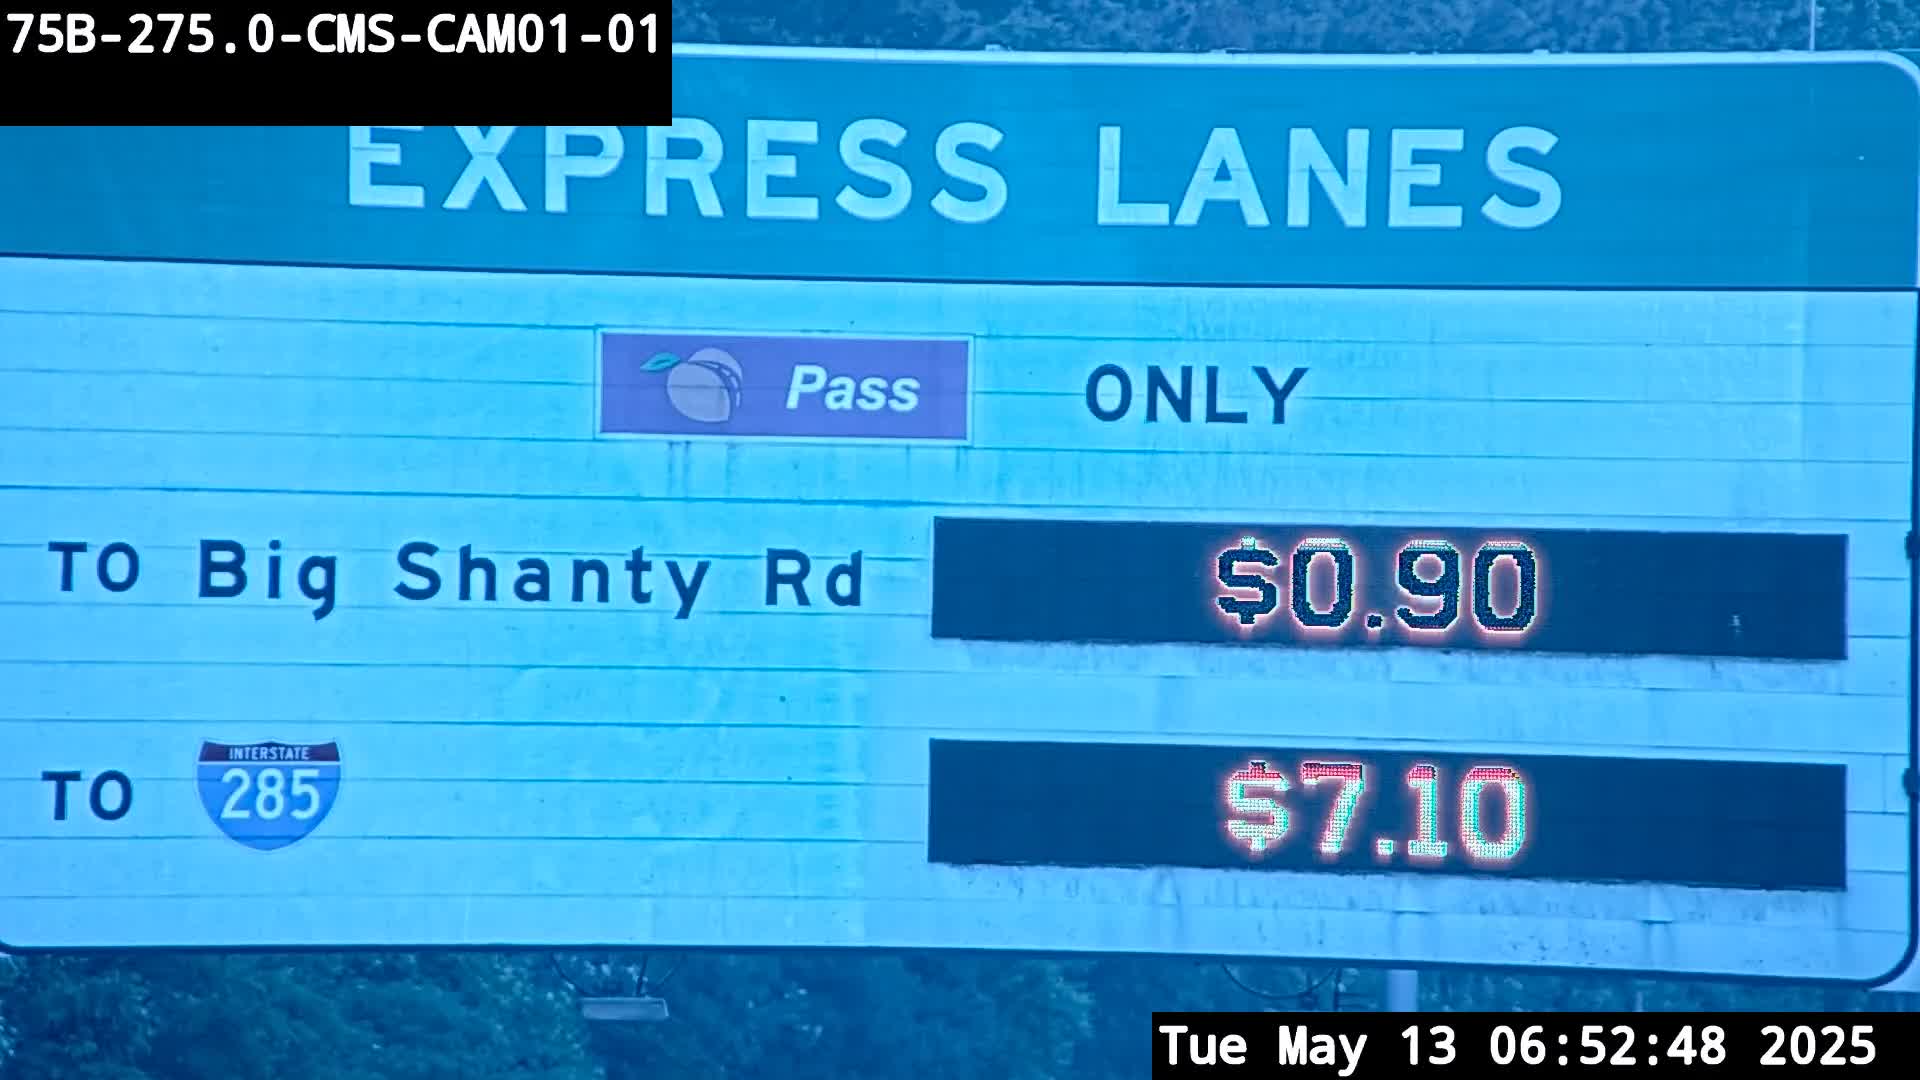 75B-275.0-CMS-CAM01-01
EXPRESS LANES
Pass ONLY
TO Big Shanty Rd $0.90
TO INTERSTATE 285 $7.10
Tue May 13 06:52:48 2025